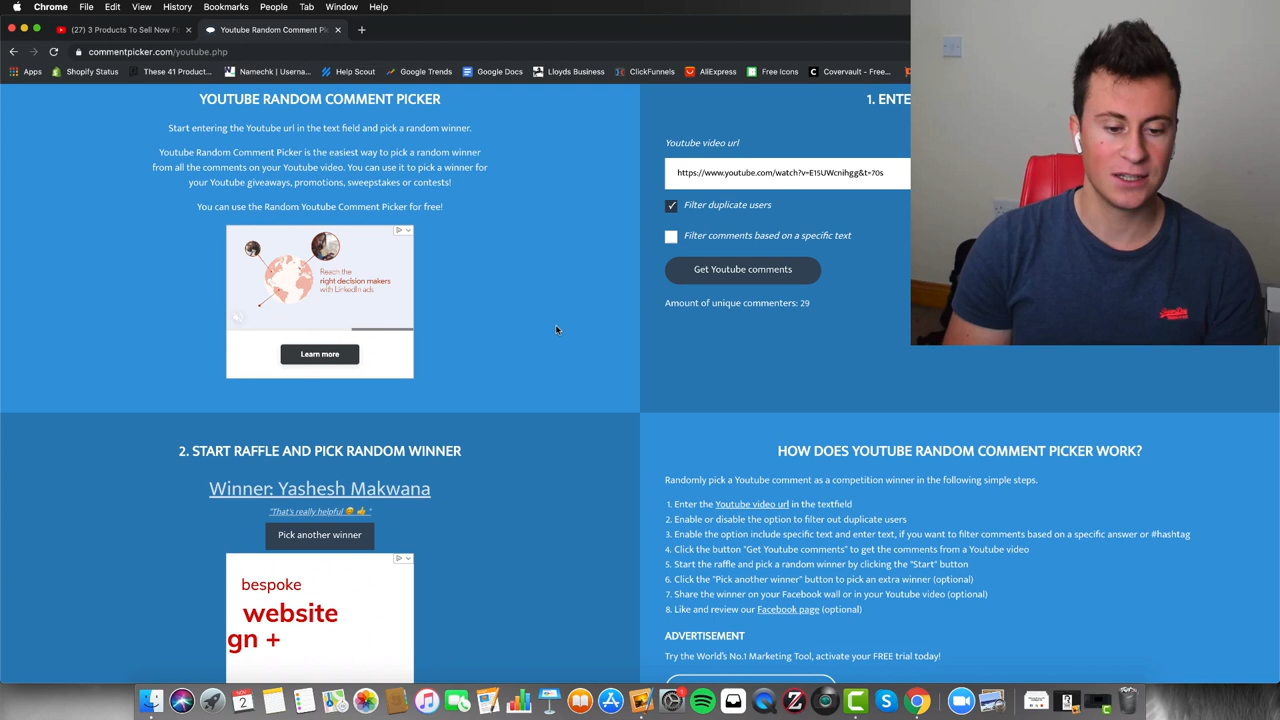 Chrome File Edit View History Bookmarks People Tab Window Help
(27) 3 Products To Sell Now Fo
Youtube Random Comment Pic
commentpicker.com/youtube.php
Apps Shopify Status These 41 Product... Namechk | Userna... Help Scout Google Trends Google Docs Lloyds Business ClickFunnels AliExpress Free Icons Covervault - Free...
YOUTUBE RANDOM COMMENT PICKER
Start entering the Youtube url in the text field and pick a random winner.
Youtube Random Comment Picker is the easiest way to pick a random winner
from all the comments on your Youtube video. You can use it to pick a winner for
your Youtube giveaways, promotions, sweepstakes or contests!
You can use the Random Youtube Comment Picker for free!
Reach the
right decision makers
with LinkedIn ads
Learn more
1. ENTE
Youtube video url
https://www.youtube.com/watch?v=E15UWcnihgg&t=70s
Filter duplicate users
Filter comments based on a specific text
Get Youtube comments
Amount of unique commenters: 29
2. START RAFFLE AND PICK RANDOM WINNER
Winner: Yashesh Makwana
"That's really helpful 😊 👍 "
Pick another winner
bespoke
website
gn +
HOW DOES YOUTUBE RANDOM COMMENT PICKER WORK?
Randomly pick a Youtube comment as a competition winner in the following simple steps.
1. Enter the Youtube video url in the textfield
2. Enable or disable the option to filter out duplicate users
3. Enable the option include specific text and enter text, if you want to filter comments based on a specific answer or #hashtag
4. Click the button "Get Youtube comments" to get the comments from a Youtube video
5. Start the raffle and pick a random winner by clicking the "Start" button
6. Click the "Pick another winner" button to pick an extra winner (optional)
7. Share the winner on your Facebook wall or in your Youtube video (optional)
8. Like and review our Facebook page (optional)
ADVERTISEMENT
Try the World's No.1 Marketing Tool, activate your FREE trial today!
NOV
2